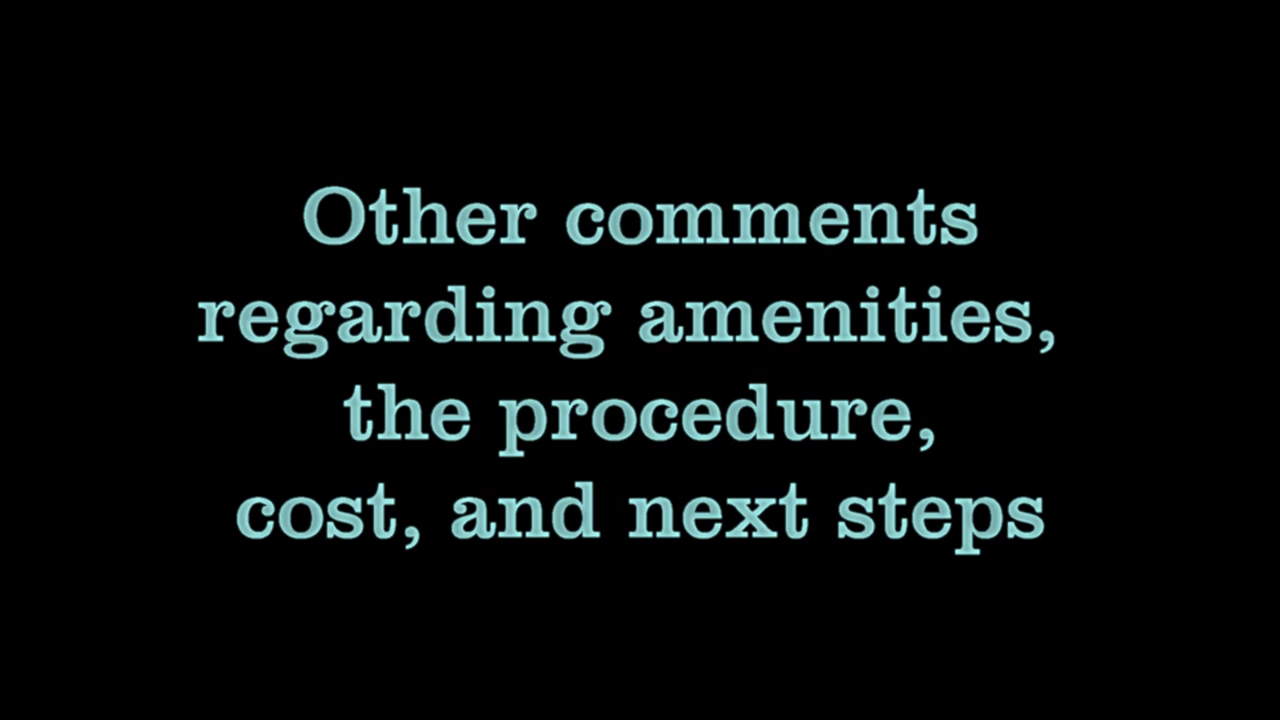 Other comments
regarding amenities,
the procedure,
cost, and next steps